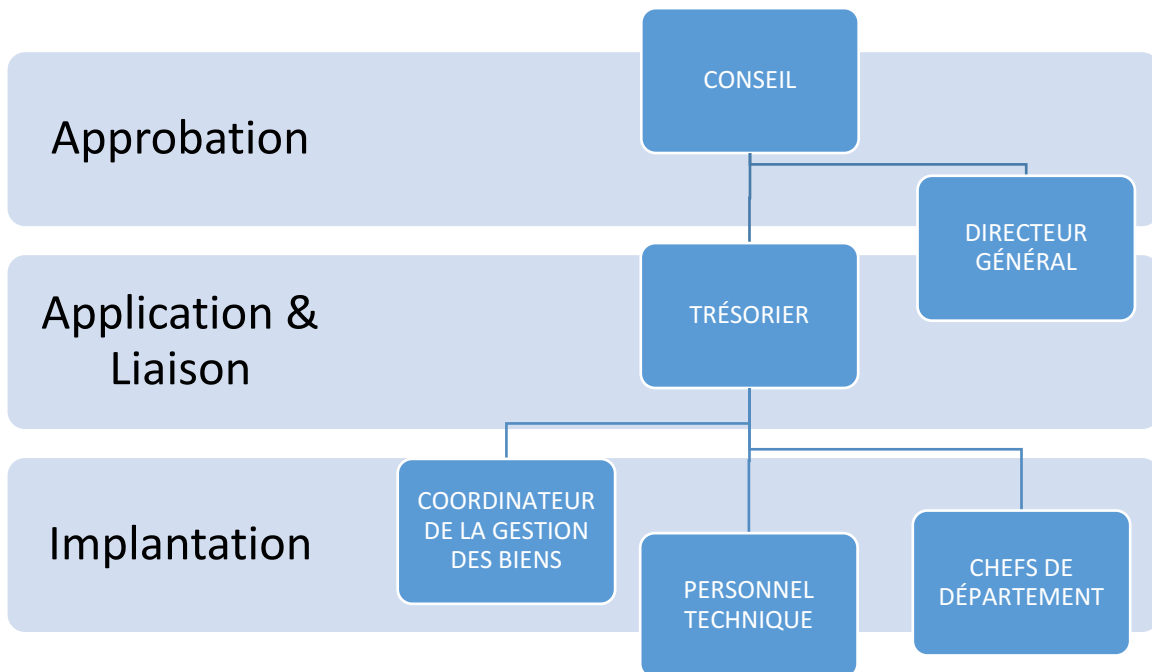 CONSEIL
Approbation
DIRECTEUR
GÉNÉRAL
Application &
Liaison
TRÉSORIER
COORDINATEUR
DE LA GESTION
DES BIENS
Implantation
PERSONNEL
TECHNIQUE
CHEFS DE
DÉPARTEMENT